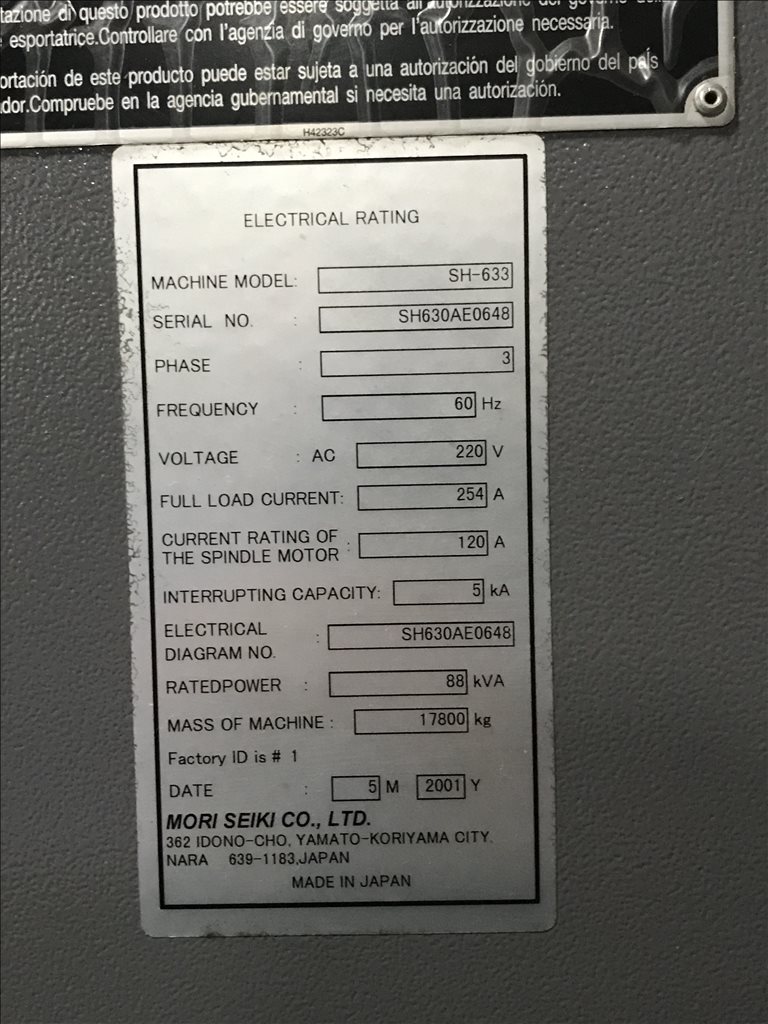 tazione di questo prodotto potrebbe essere soggetta all'autorizzazione del governo
esportatrice.Controllare con l'agenzia di governo per l'autorizzazione necessaria.
ortación de este producto puede estar sujeta a una autorización del gobierno del país
dor.Compruebe en la agencia gubernamental si necesita una autorización.
H42323C
ELECTRICAL RATING
MACHINE MODEL: SH-633
SERIAL NO. : SH630AE0648
PHASE : 3
FREQUENCY : 60 Hz
VOLTAGE : AC 220 V
FULL LOAD CURRENT: 254 A
CURRENT RATING OF
THE SPINDLE MOTOR : 120 A
INTERRUPTING CAPACITY: 5 kA
ELECTRICAL
DIAGRAM NO. : SH630AE0648
RATEDPOWER : 88 kVA
MASS OF MACHINE : 17800 kg
Factory ID is # 1
DATE : 5 M 2001 Y
MORI SEIKI CO., LTD.
362 IDONO-CHO, YAMATO-KORIYAMA CITY.
NARA 639-1183,JAPAN
MADE IN JAPAN